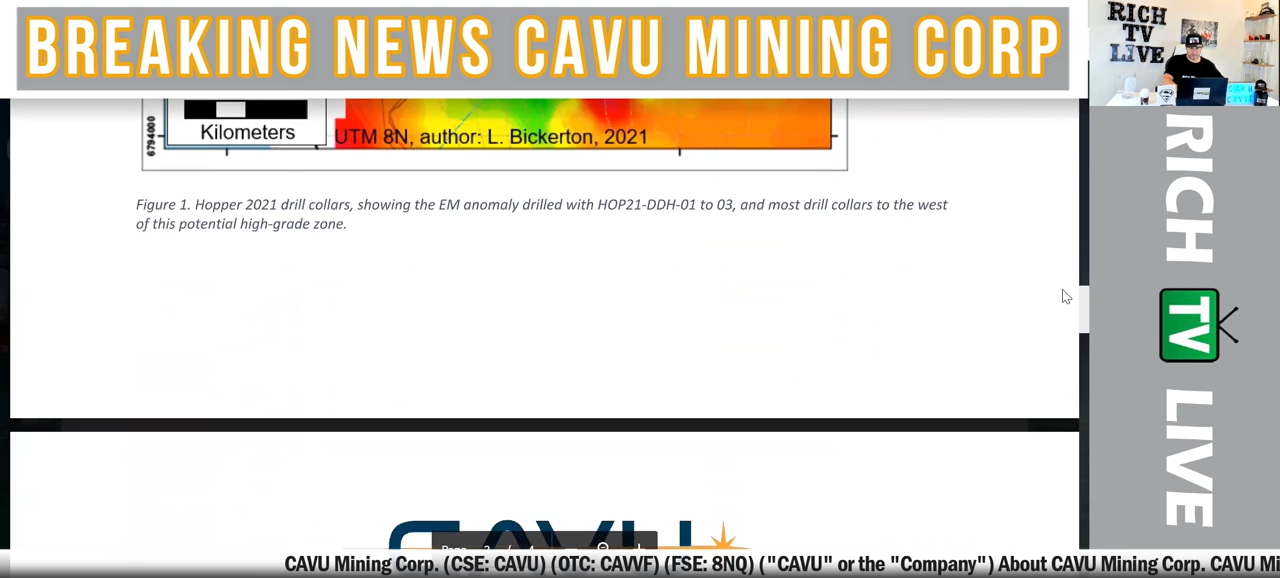 BREAKING NEWS CAVU MINING CORP
RICH
TV
LIVE
6794000
Kilometers
UTM 8N, author: L. Bickerton, 2021
Figure 1. Hopper 2021 drill collars, showing the EM anomaly drilled with HOP21-DDH-01 to 03, and most drill collars to the west
of this potential high-grade zone.
RICH
TV
LIVE
CAVU
CAVU Mining Corp. (CSE: CAVU) (OTC: CAVVF) (FSE: 8NQ) ("CAVU" or the "Company") About CAVU Mining Corp. CAVU Mi